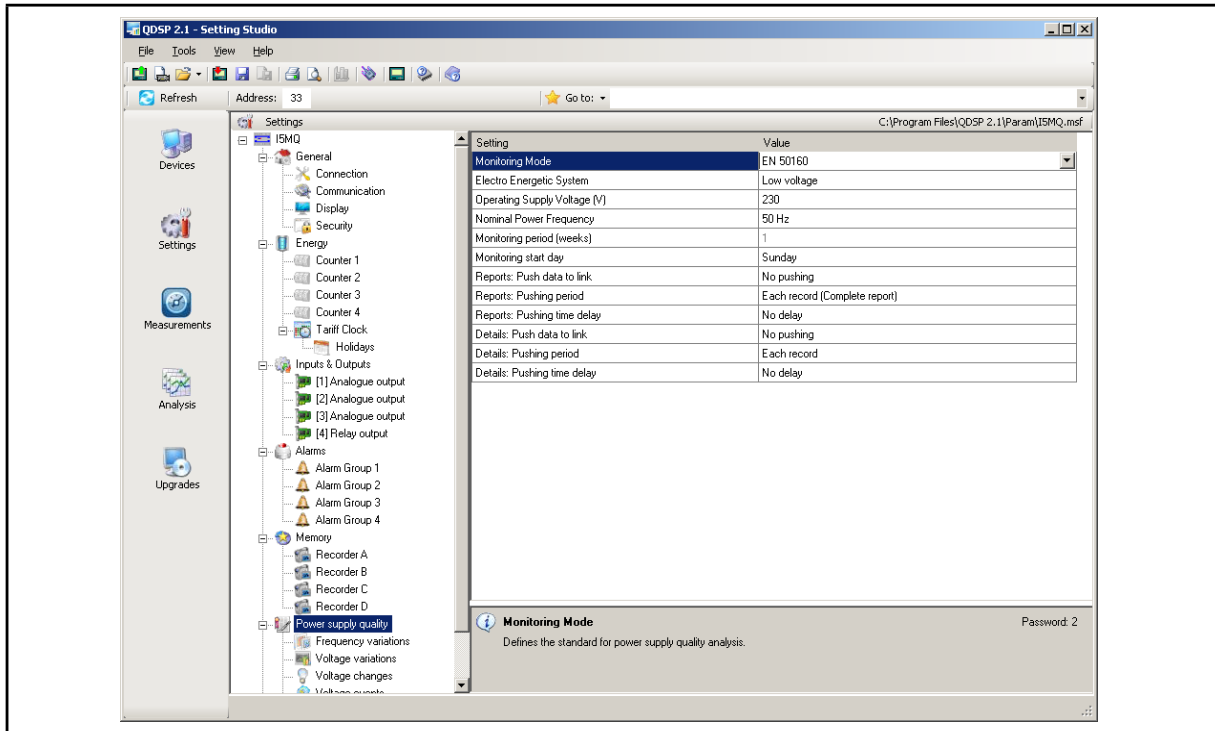 QDSP 2.1 - Setting Studio
File Tools View Help
Refresh Address: 33 Go to:
Settings C:\Program Files\QDSP 2.1\Param\I5MQ.msf
Devices
Settings
Measurements
Analysis
Upgrades
I5MQ
General
Connection
Communication
Display
Security
Energy
Counter 1
Counter 2
Counter 3
Counter 4
Tariff Clock
Holidays
Inputs & Outputs
[1] Analogue output
[2] Analogue output
[3] Analogue output
[4] Relay output
Alarms
Alarm Group 1
Alarm Group 2
Alarm Group 3
Alarm Group 4
Memory
Recorder A
Recorder B
Recorder C
Recorder D
Power supply quality
Frequency variations
Voltage variations
Voltage changes
Voltage events
Setting Value
Monitoring Mode EN 50160
Electro Energetic System Low voltage
Operating Supply Voltage (V) 230
Nominal Power Frequency 50 Hz
Monitoring period (weeks) 1
Monitoring start day Sunday
Reports: Push data to link No pushing
Reports: Pushing period Each record (Complete report)
Reports: Pushing time delay No delay
Details: Push data to link No pushing
Details: Pushing period Each record
Details: Pushing time delay No delay
Monitoring Mode Password: 2
Defines the standard for power supply quality analysis.